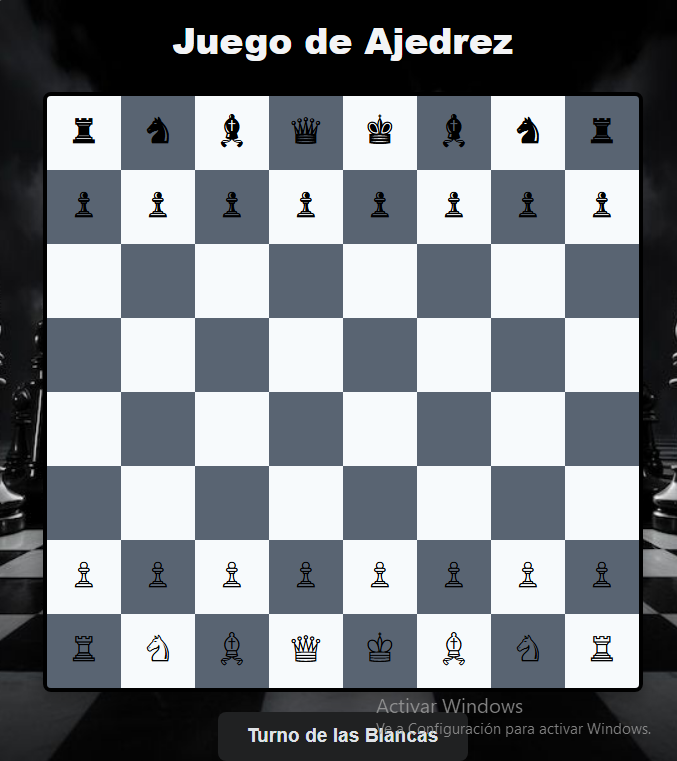 Juego de Ajedrez
Activar Windows
Ve a Configuración para activar Windows.
Turno de las Blancas